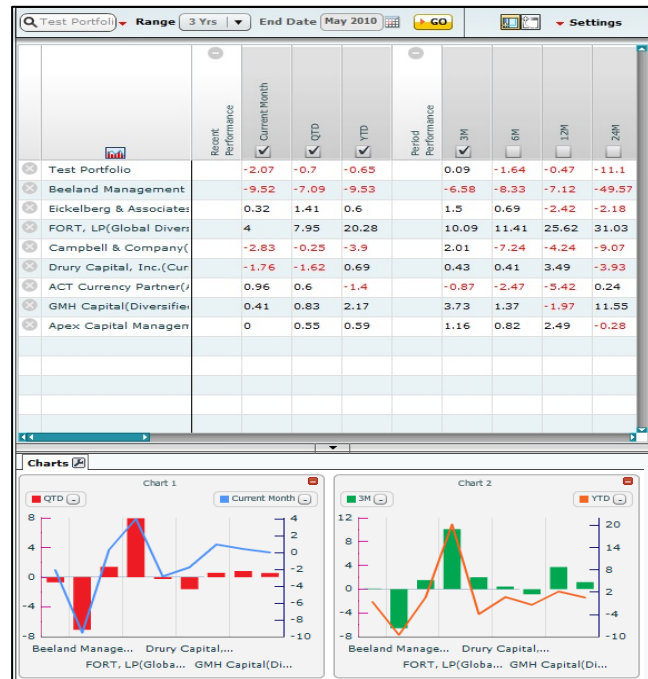 Test Portfoli Range 3 Yrs End Date May 2010 GO Settings
Recent Performance Current Month QTD YTD Period Performance 3M 6M 12M 24M
Test Portfolio -2.07 -0.7 -0.65 0.09 -1.64 -0.47 -11.1
Beeland Management -9.52 -7.09 -9.53 -6.58 -8.33 -7.12 -49.57
Eickelberg & Associates 0.32 1.41 0.6 1.5 0.69 -2.42 -2.18
FORT, LP(Global Divers 4 7.95 20.28 10.09 11.41 25.62 31.03
Campbell & Company( -2.83 -0.25 -3.9 2.01 -7.24 -4.24 -9.07
Drury Capital, Inc.(Cur -1.76 -1.62 0.69 0.43 0.41 3.49 -3.93
ACT Currency Partner(A 0.96 0.6 -1.4 -0.87 -2.47 -5.42 0.24
GMH Capital(Diversifie 0.41 0.83 2.17 3.73 1.37 -1.97 11.55
Apex Capital Managem 0 0.55 0.59 1.16 0.82 2.49 -0.28
Charts
Chart 1
QTD Current Month
8 4
2
4 0
-2
0 -4
-6
-4
-8
-8 -10
Beeland Manage... Drury Capital,...
FORT, LP(Globa... GMH Capital(Di...
Chart 2
3M YTD
12 20
8 14
4 8
0 2
-4 -4
-8 -10
Beeland Manage... Drury Capital,...
FORT, LP(Globa... GMH Capital(Di...